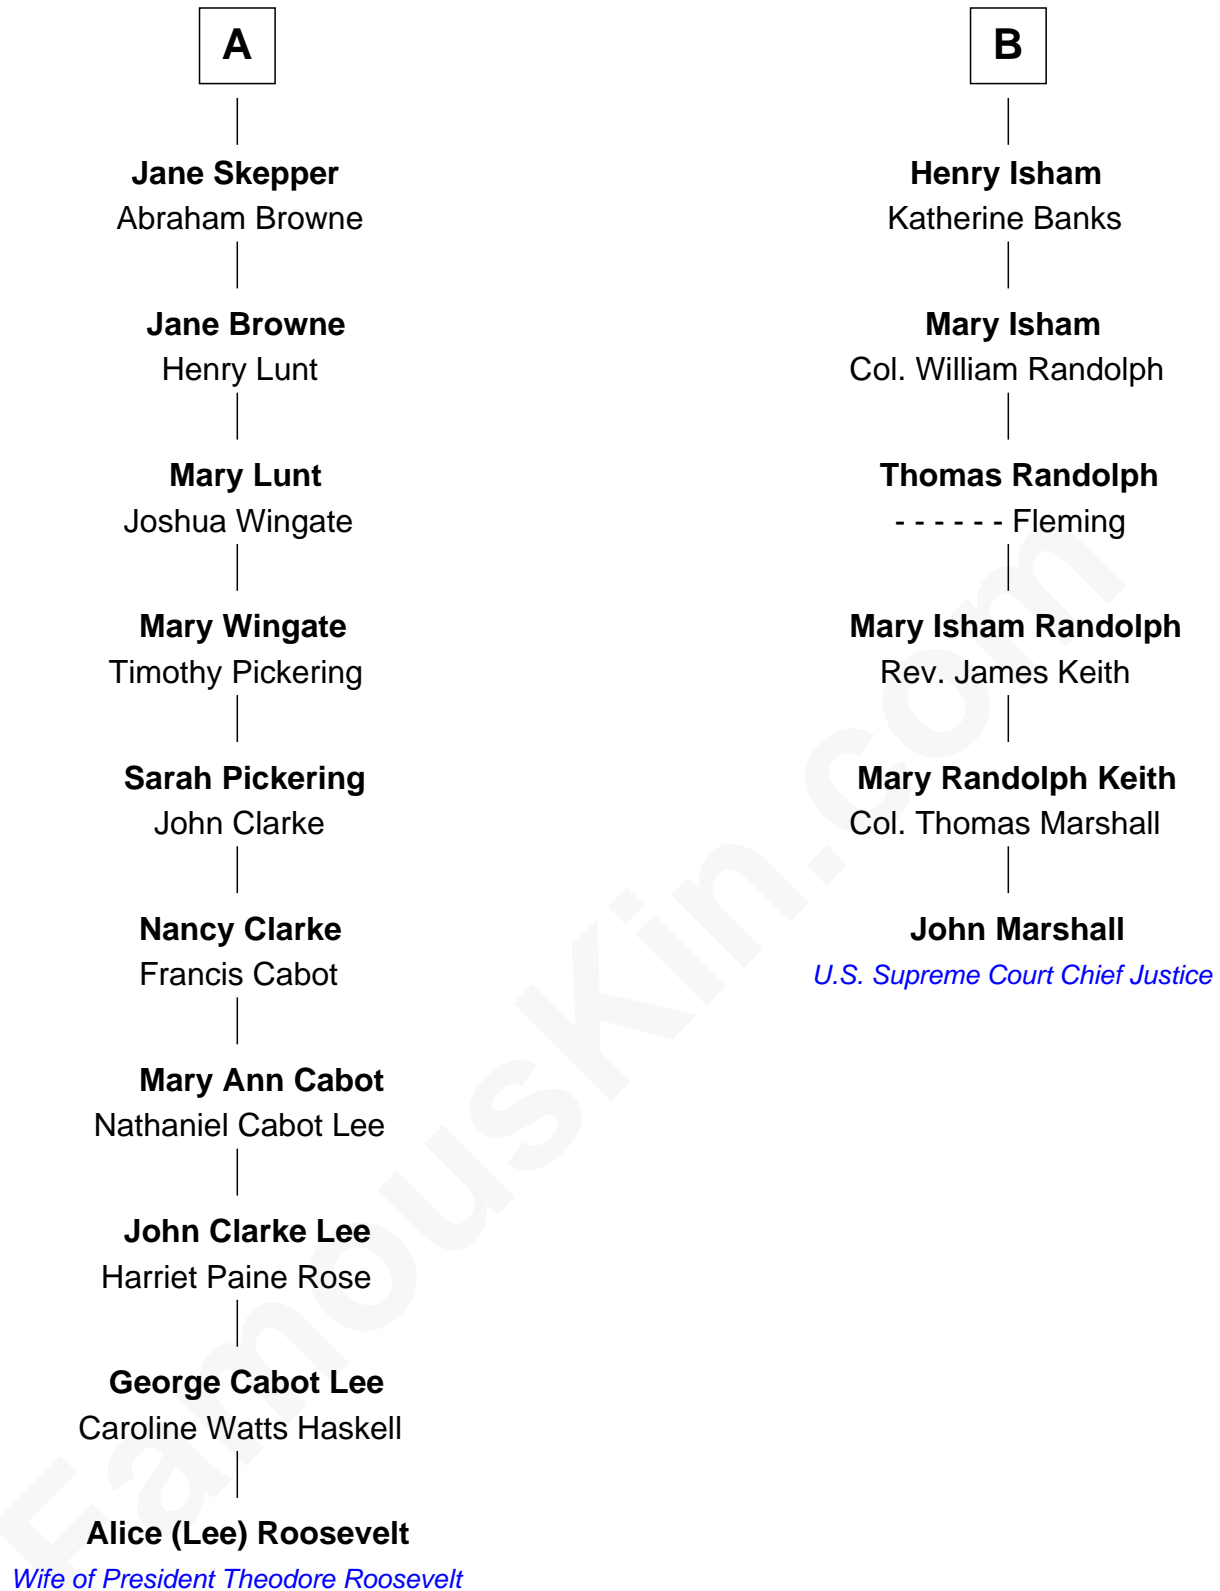 A
Jane Skepper
Abraham Browne
Jane Browne
Henry Lunt
Mary Lunt
Joshua Wingate
Mary Wingate
Timothy Pickering
Sarah Pickering
John Clarke
Nancy Clarke
Francis Cabot
Mary Ann Cabot
Nathaniel Cabot Lee
John Clarke Lee
Harriet Paine Rose
George Cabot Lee
Caroline Watts Haskell
Alice (Lee) Roosevelt
Wife of President Theodore Roosevelt
B
Henry Isham
Katherine Banks
Mary Isham
Col. William Randolph
Thomas Randolph
- - - - - - Fleming
Mary Isham Randolph
Rev. James Keith
Mary Randolph Keith
Col. Thomas Marshall
John Marshall
U.S. Supreme Court Chief Justice
FamousKin.com